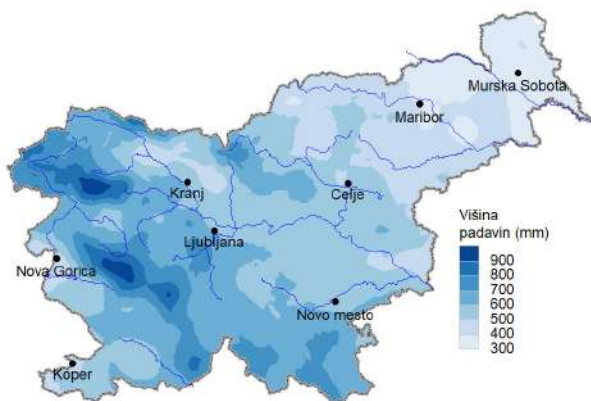 Murska Sobota
Maribor
Kranj
Celje
Ljubljana
Nova Gorica
Novo mesto
Koper
Višina
padavin (mm)
900
800
700
600
500
400
300